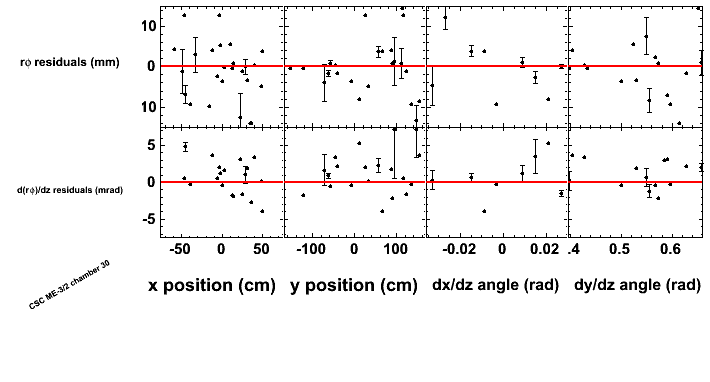 10
rφ residuals (mm)
0
10
5
d(rφ)/dz residuals (mrad)
0
-5
-50 0 50 -100 0 100 -0.02 0 0.02 .4 0.5 0.6
x position (cm) y position (cm) dx/dz angle (rad) dy/dz angle (rad)
CSC ME-3/2 chamber 30